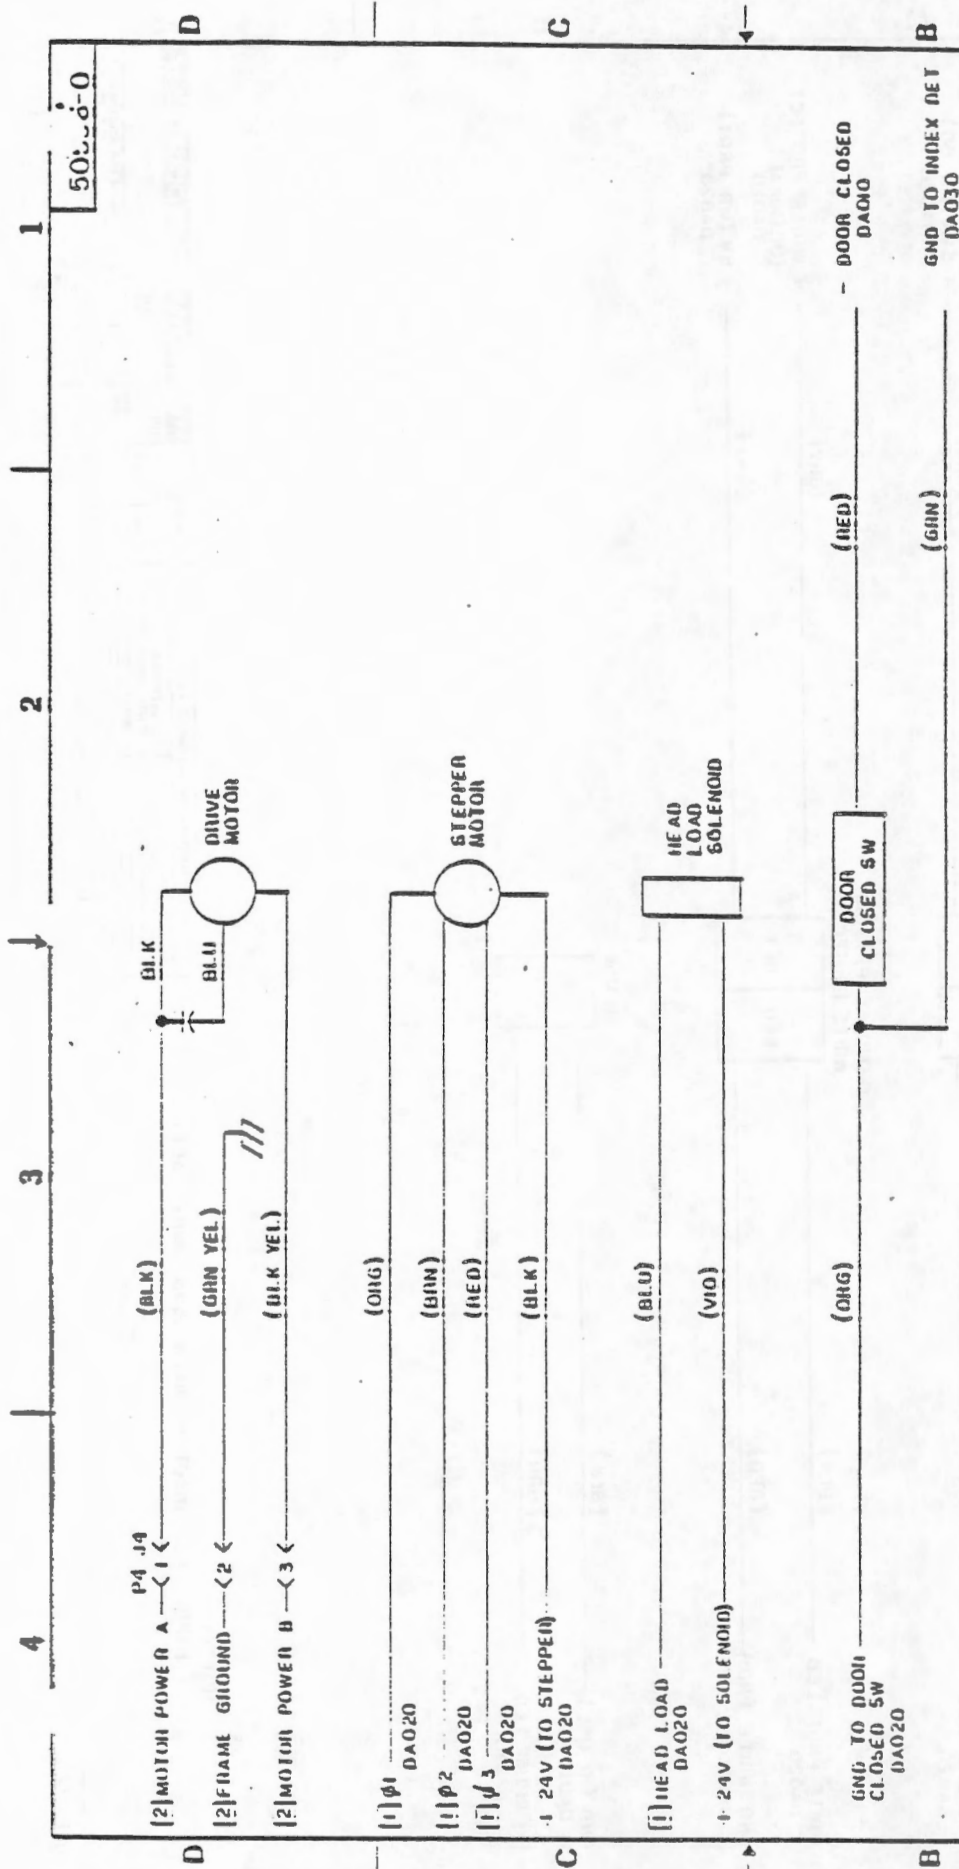 4
3
2
1
D
D
C
C
B
B
P4 J4
[2] MOTOR POWER A
1
(BLK)
BLK
[2] FRAME GROUND
2
(GRN YEL)
BLU
DRIVE
MOTOR
[2] MOTOR POWER B
3
(BLK YEL)
[1] φ1
DA020
(ORG)
[1] φ2
DA020
(BRN)
STEPPER
MOTOR
[1] φ3
DA020
(RED)
+ 24V (TO STEPPER)
DA020
(BLK)
[1] HEAD LOAD
DA020
(BLU)
HEAD
LOAD
SOLENOID
+ 24V (TO SOLENOID)
(VIO)
GND TO DOOR
CLOSED SW
DA020
(ORG)
DOOR
CLOSED SW
(RED)
- DOOR CLOSED
DA010
(GRN)
GND TO INDEX DET
DA030